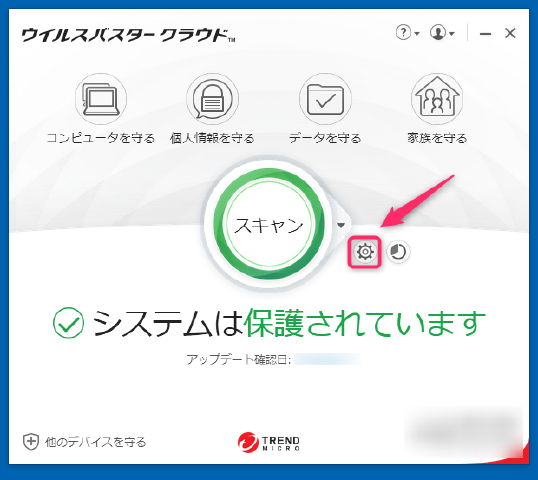 ウイルスバスター クラウド™
?
コンピュータを守る
個人情報を守る
データを守る
家族を守る
スキャン
システムは保護されています
アップデート確認日:
他のデバイスを守る
TREND
MICRO